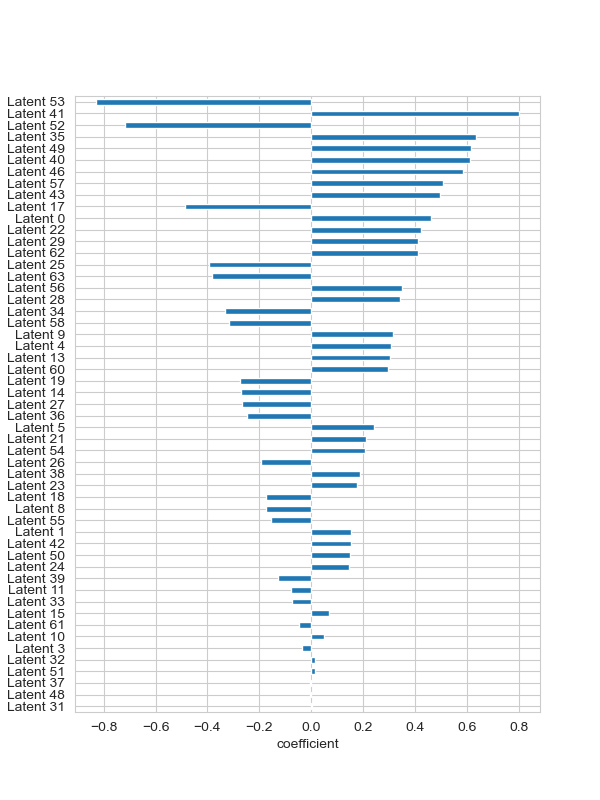 Latent 53
Latent 41
Latent 52
Latent 35
Latent 49
Latent 40
Latent 46
Latent 57
Latent 43
Latent 17
Latent 0
Latent 22
Latent 29
Latent 62
Latent 25
Latent 63
Latent 56
Latent 28
Latent 34
Latent 58
Latent 9
Latent 4
Latent 13
Latent 60
Latent 19
Latent 14
Latent 27
Latent 36
Latent 5
Latent 21
Latent 54
Latent 26
Latent 38
Latent 23
Latent 18
Latent 8
Latent 55
Latent 1
Latent 42
Latent 50
Latent 24
Latent 39
Latent 11
Latent 33
Latent 15
Latent 61
Latent 10
Latent 3
Latent 32
Latent 51
Latent 37
Latent 48
Latent 31
−0.8 −0.6 −0.4 −0.2 0.0 0.2 0.4 0.6 0.8
coefficient